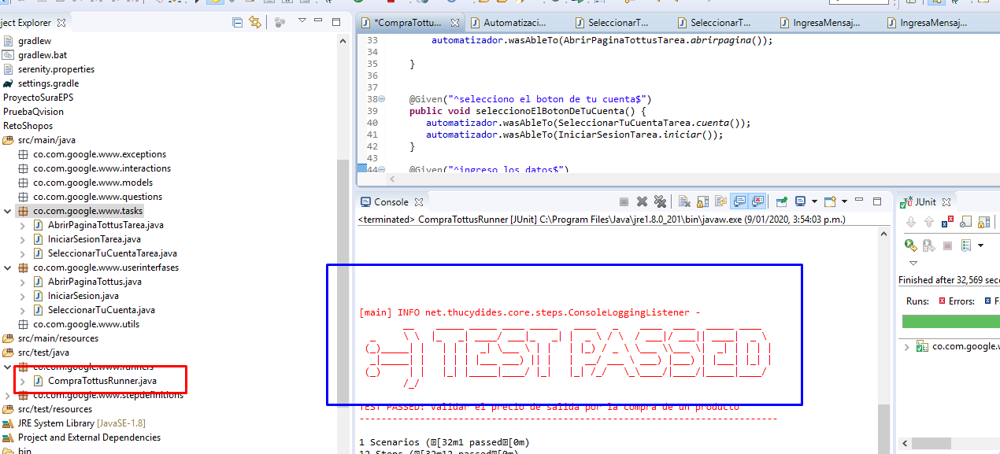 ject Explorer
gradlew
gradlew.bat
serenity.properties
settings.gradle
ProyectoSuraEPS
PruebaQvision
RetoShopos
src/main/java
co.com.google.www.exceptions
co.com.google.www.interactions
co.com.google.www.models
co.com.google.www.questions
co.com.google.www.tasks
AbrirPaginaTottusTarea.java
IniciarSesionTarea.java
SeleccionarTuCuentaTarea.java
co.com.google.www.userinterfases
AbrirPaginaTottus.java
IniciarSesion.java
SeleccionarTuCuenta.java
co.com.google.www.utils
src/main/resources
src/test/java
co.com.google.www.runners
CompraTottusRunner.java
co.com.google.www.stepdefinitions
src/test/resources
JRE System Library [JavaSE-1.8]
Project and External Dependencies
bin
*CompraTottu... Automatizaci... SeleccionarT... SeleccionarT... IngresaMensaj... IngresaMensaj...
33 automatizador.wasAbleTo(AbrirPaginaTottusTarea.abrirpagina());
34
35 }
36
37
38 @Given("^selecciono el boton de tu cuenta$")
39 public void seleccionoElBotonDeTuCuenta() {
40 automatizador.wasAbleTo(SeleccionarTuCuentaTarea.cuenta());
41 automatizador.wasAbleTo(IniciarSesionTarea.iniciar());
42 }
43
44 @Given("^ingreso los datos$")
Console
<terminated> CompraTottusRunner [JUnit] C:\Program Files\Java\jre1.8.0_201\bin\javaw.exe (9/01/2020, 3:54:03 p.m.)
[main] INFO net.thucydides.core.steps.ConsoleLoggingListener -
:-) TEST PASSED
TEST PASSED: Validar el precio de salida por la compra de un producto
-----------------------------------------------------------------------
1 Scenarios ([32m1 passed[0m)
12 Steps ([32m12 passed[0m)
JUnit
Finished after 32,569 seco
Runs: Errors: F
co.com.google.w